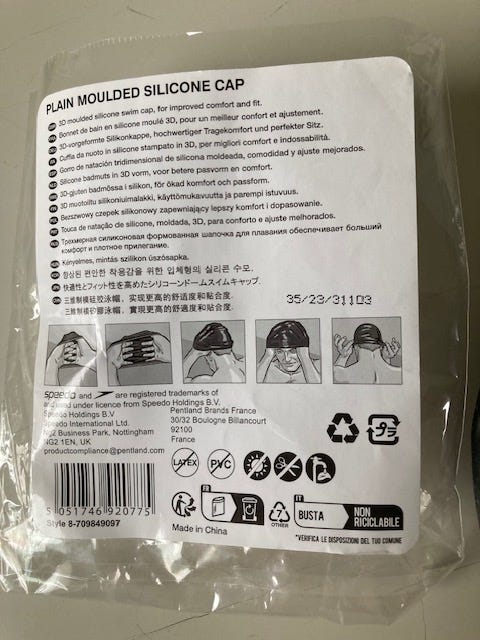 PLAIN MOULDED SILICONE CAP
3D moulded silicone swim cap, for improved comfort and fit.
Bonnet de bain en silicone moulé 3D, pour un meilleur confort et ajustement.
3D-vorgeformte Silikonkappe, hochwertiger Tragekomfort und perfekter Sitz.
Cuffia da nuoto in silicone stampato in 3D, per migliori comfort e indossabilità.
Gorro de natación tridimensional de silicona moldeada, comodidad y ajuste mejorados.
Silicone badmuts in 3D vorm, voor betere pasvorm en comfort.
3D-gjuten badmössa i silikon, för ökad komfort och passform.
3D muotoiltu silikoniuimalakki, käyttömukavuutta ja parempi istuvuus.
Bezszwowy czepek silikonowy zapewniający lepszy komfort i dopasowanie.
Touca de natação de silicone, moldada, 3D, para conforto e ajuste melhorados.
Трехмерная силиконовая формованная шапочка для плавания обеспечивает больший
комфорт и плотное прилегание.
Kényelmes, mintás szilikon úszósapka.
향상된 편안한 착용감을 위한 입체형의 실리콘 수모.
快適性とフィット性を高めたシリコーンドームスイムキャップ.
三维制模硅胶泳帽，实现更高的舒适度和贴合度.
三維制模矽膠泳帽，實現更高的舒適度和貼合度.
35/23/31103
speedo and are registered trademarks of
and used under licence from Speedo Holdings B.V.
Speedo Holdings B.V
Speedo International Ltd.
Ng2 Business Park, Nottingham
NG2 1EN, UK
productcompliance@pentland.com
Pentland Brands France
30/32 Boulogne Billancourt
92100
France
LATEX
PVC
5 051746 920775
Style 8-709849097
Made in China
FR
7
OTHER
IT
BUSTA
NON
RICICLABILE
*VERIFICA LE DISPOSIZIONI DEL TUO COMUNE